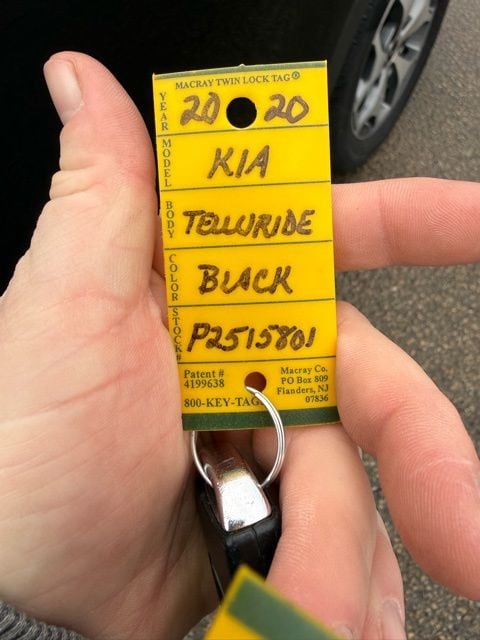 MACRAY TWIN LOCK TAG®
YEAR 20 20
MODEL KIA
BODY TELLURIDE
COLOR BLACK
STOCK# P2515801
Patent #
4199638
800-KEY-TAG
Macray Co.
PO Box 809
Flanders, NJ
07836